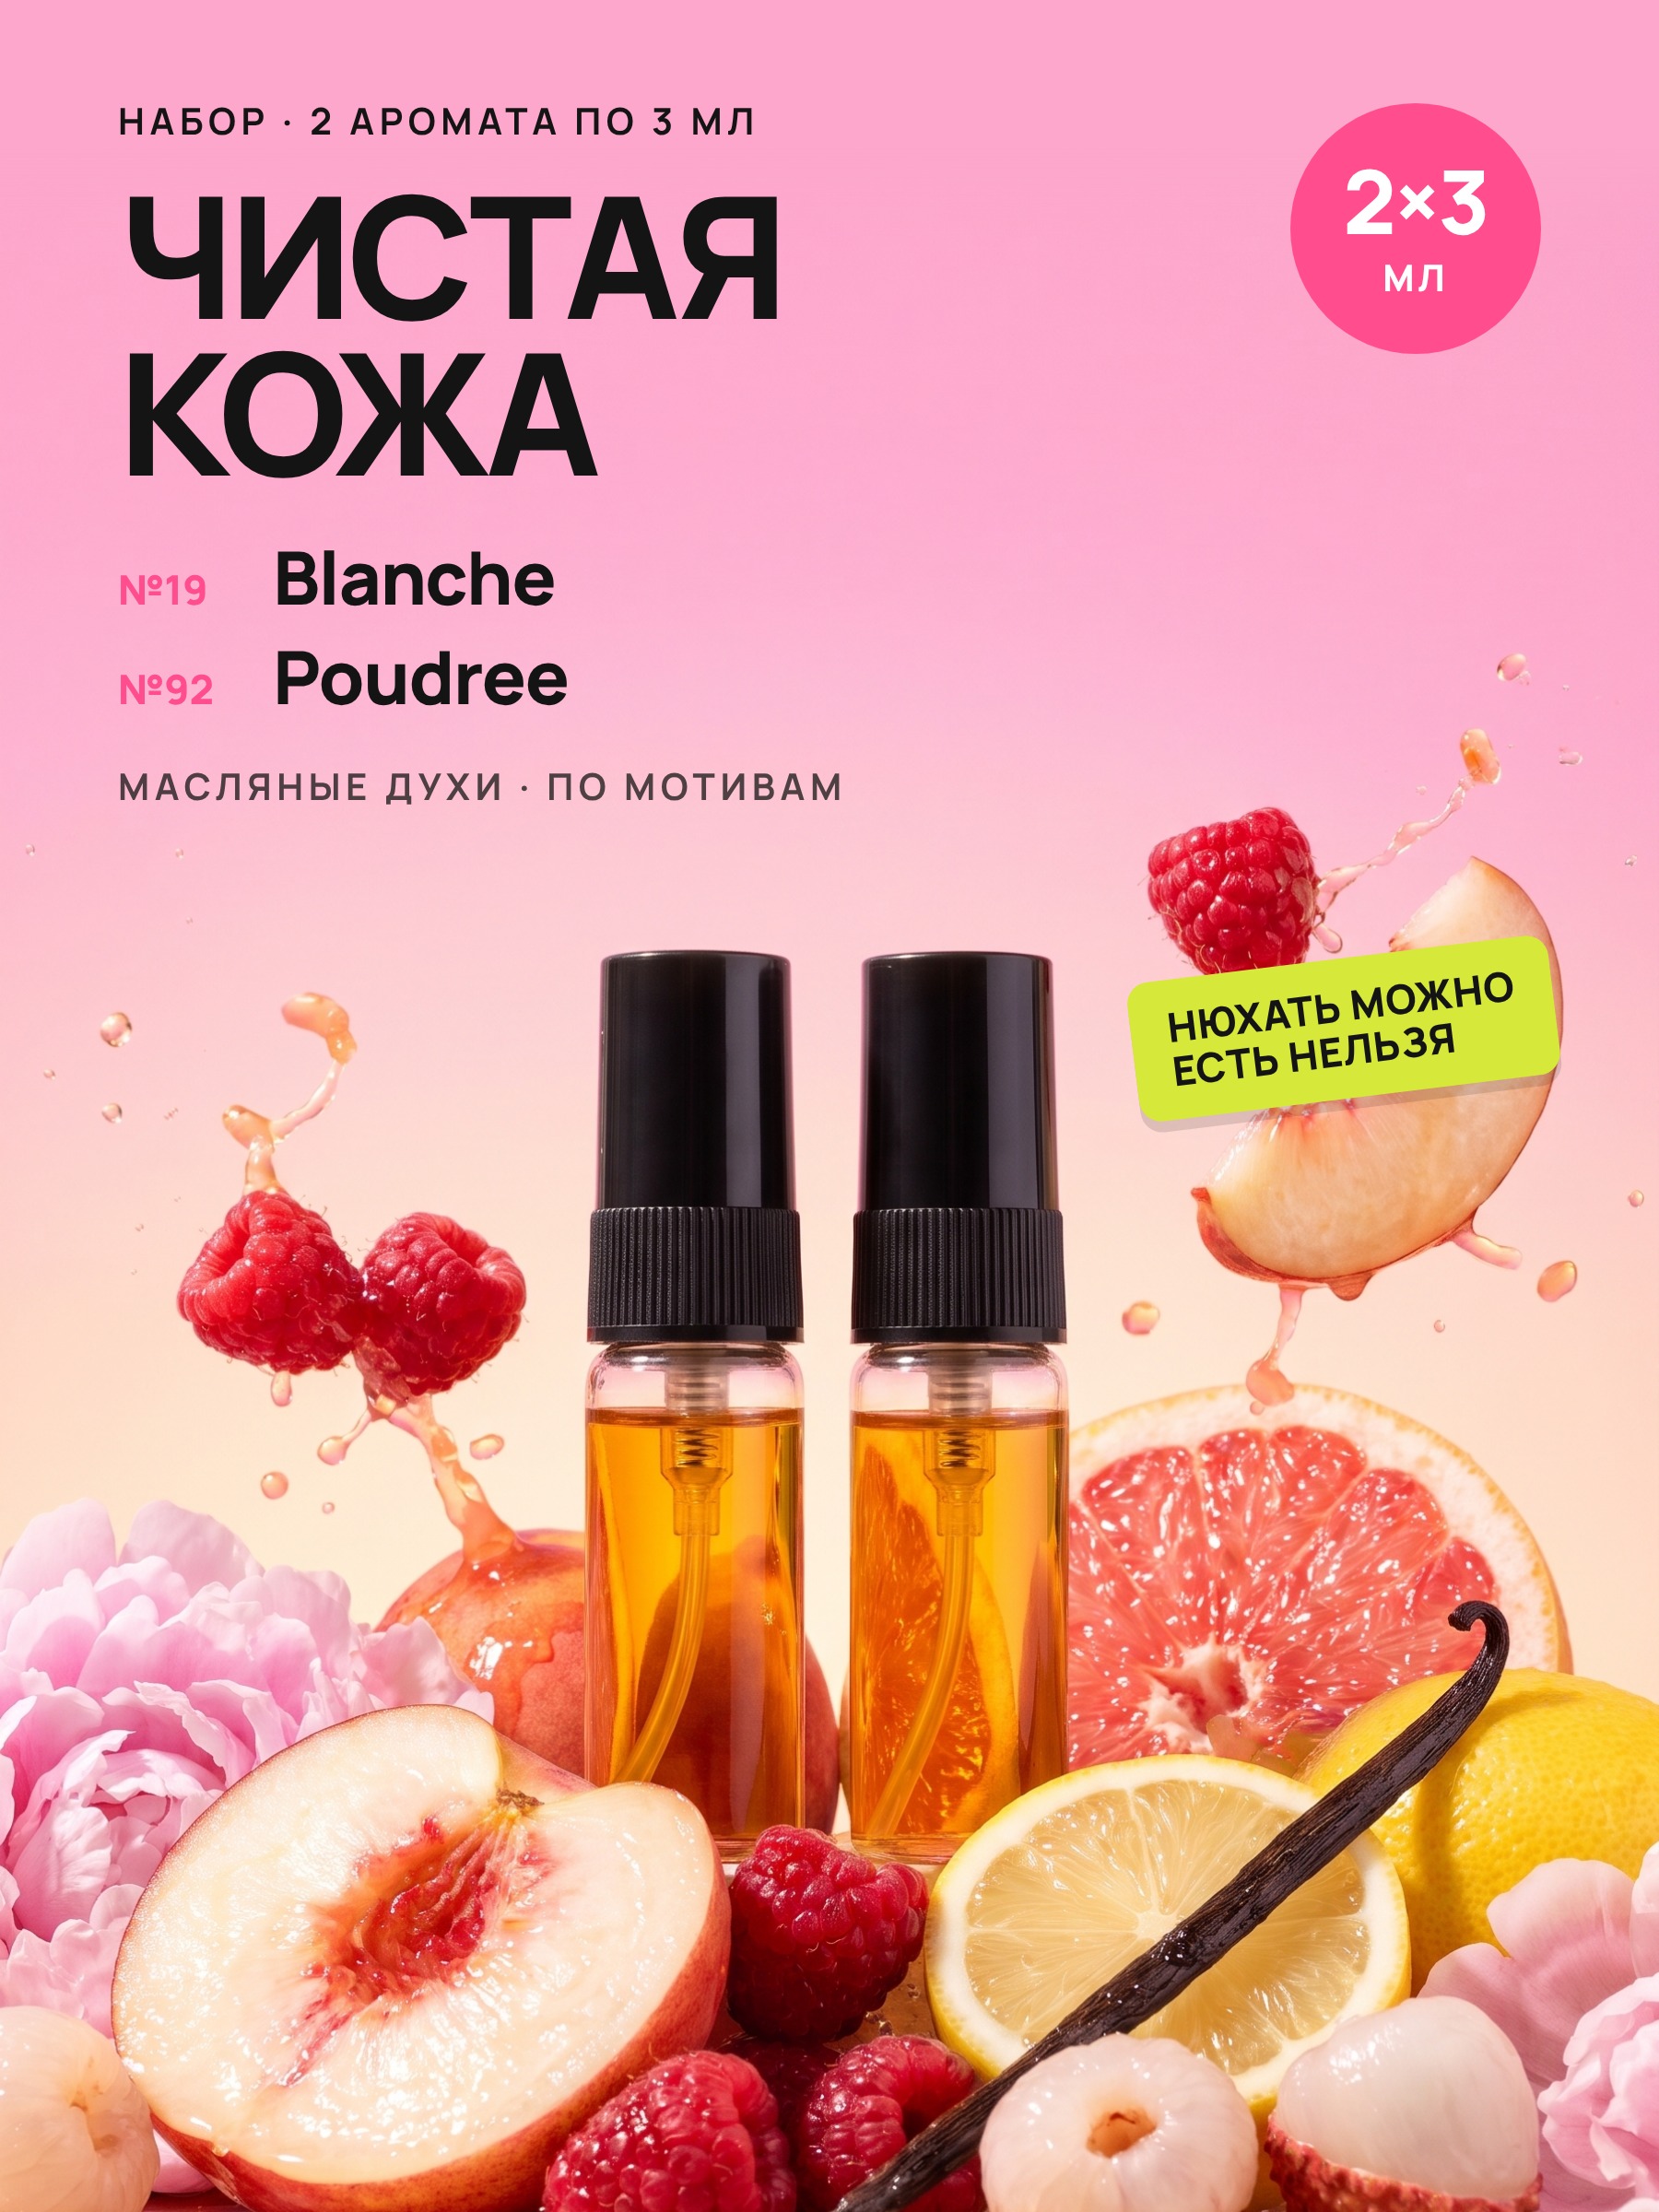 НАБОР · 2 АРОМАТА ПО 3 МЛ
ЧИСТАЯ
КОЖА
№19 Blanche
№92 Poudree
МАСЛЯНЫЕ ДУХИ · ПО МОТИВАМ
2×3
МЛ
НЮХАТЬ МОЖНО
ЕСТЬ НЕЛЬЗЯ